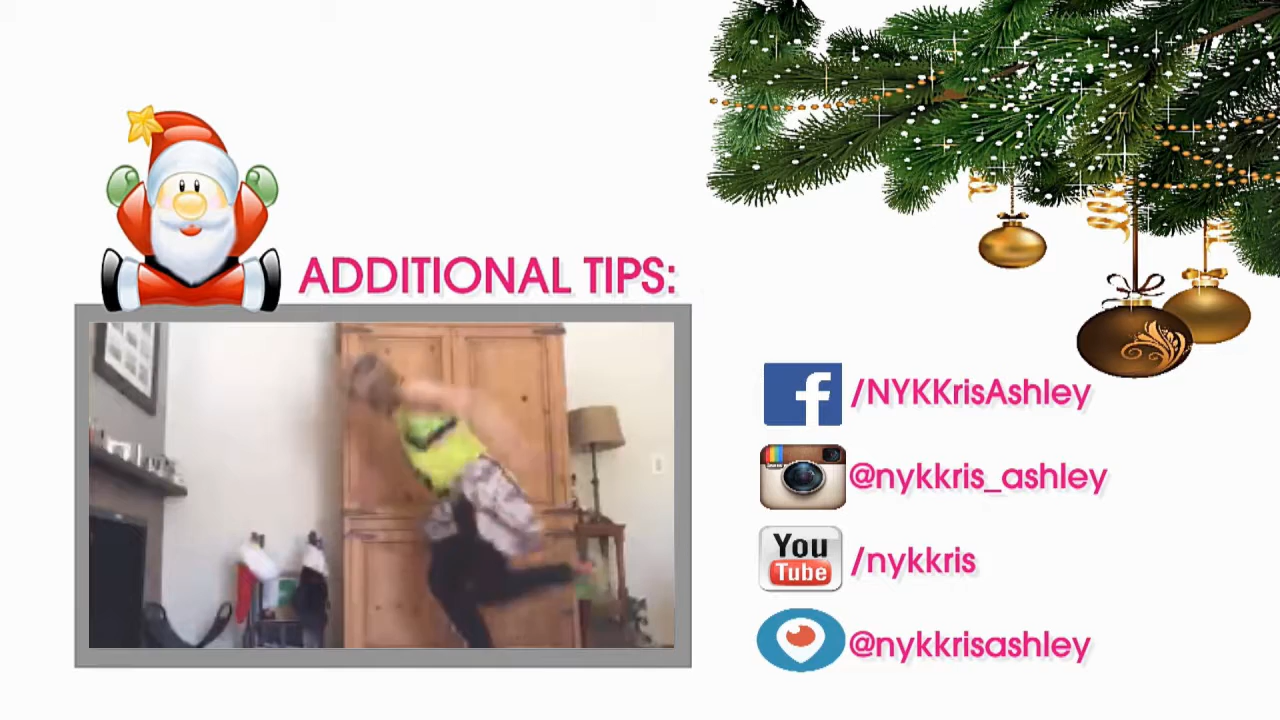 ADDITIONAL TIPS:
f /NYKKrisAshley
@nykkris_ashley
You Tube /nykkris
@nykkrisashley